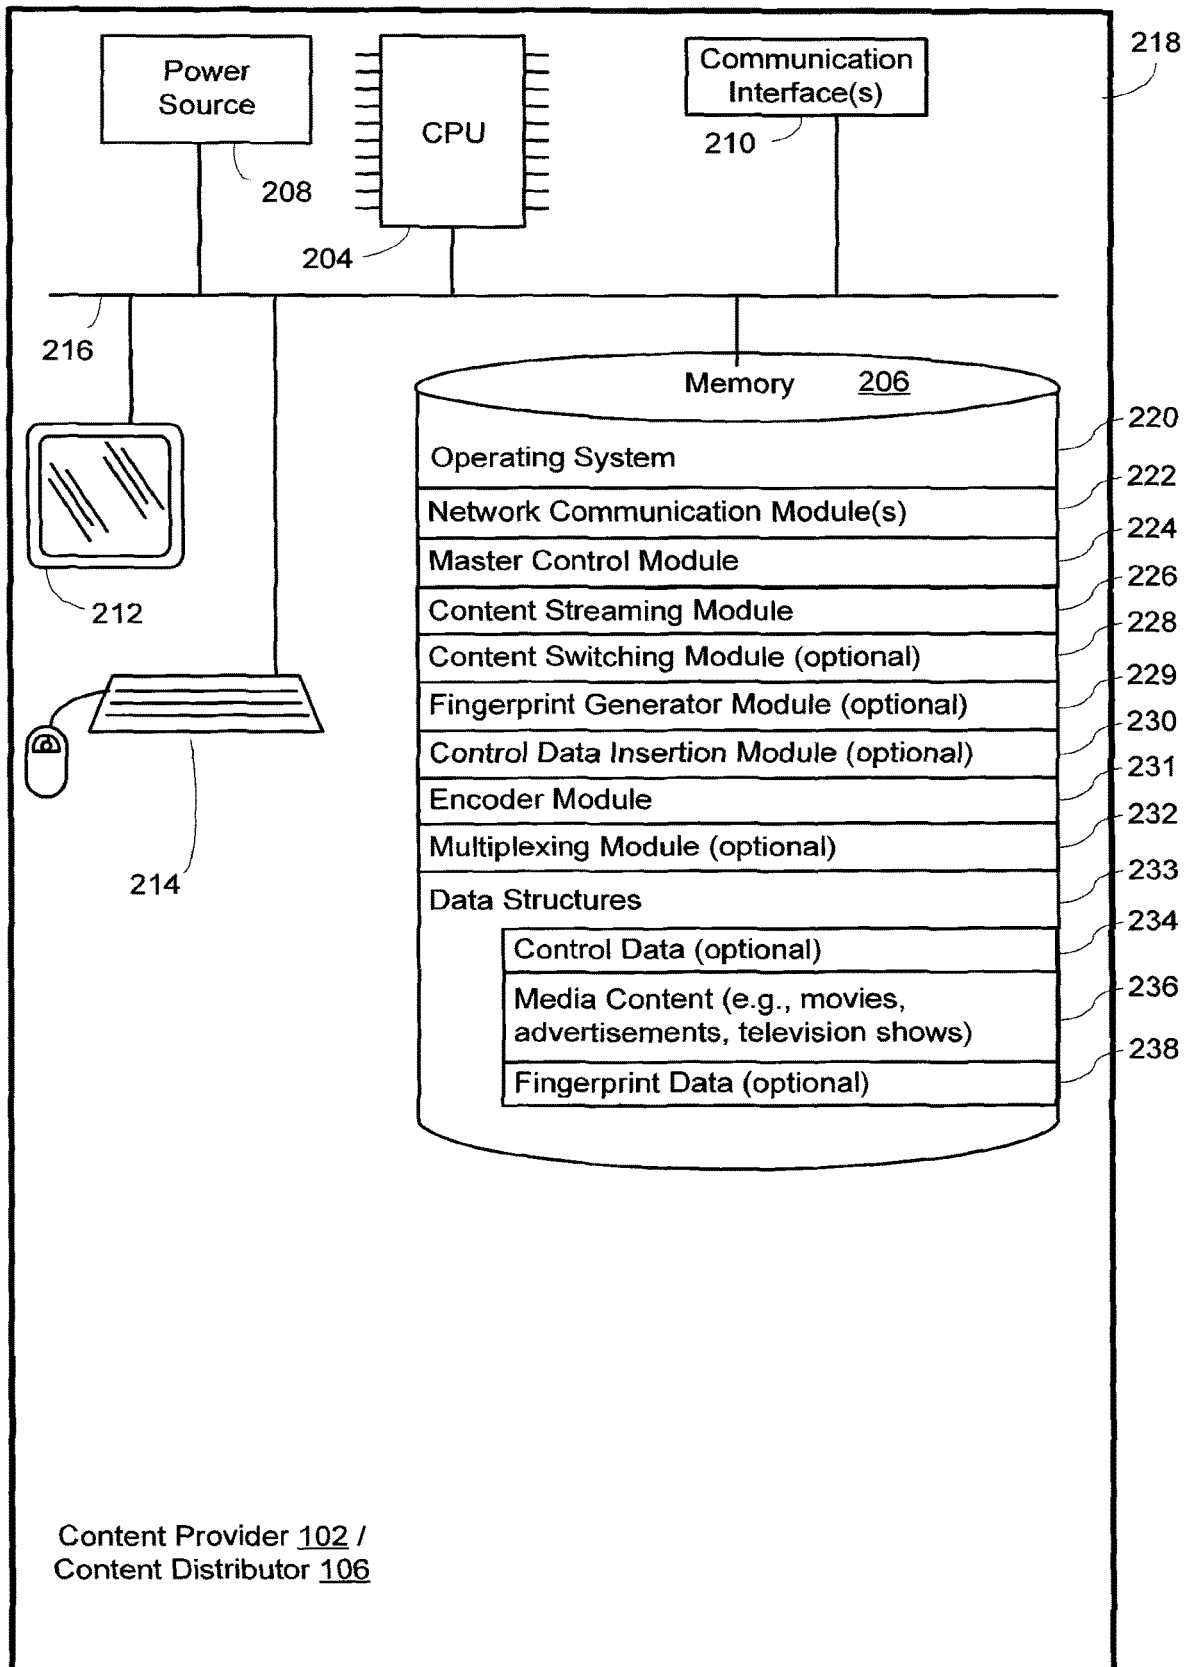 218
Power
Source
CPU
Communication
Interface(s)
210
208
204
216
Memory 206
220
Operating System
222
Network Communication Module(s)
224
Master Control Module
226
Content Streaming Module
228
Content Switching Module (optional)
229
Fingerprint Generator Module (optional)
230
Control Data Insertion Module (optional)
231
Encoder Module
232
Multiplexing Module (optional)
233
Data Structures
234
Control Data (optional)
236
Media Content (e.g., movies,
advertisements, television shows)
238
Fingerprint Data (optional)
212
214
Content Provider 102 /
Content Distributor 106